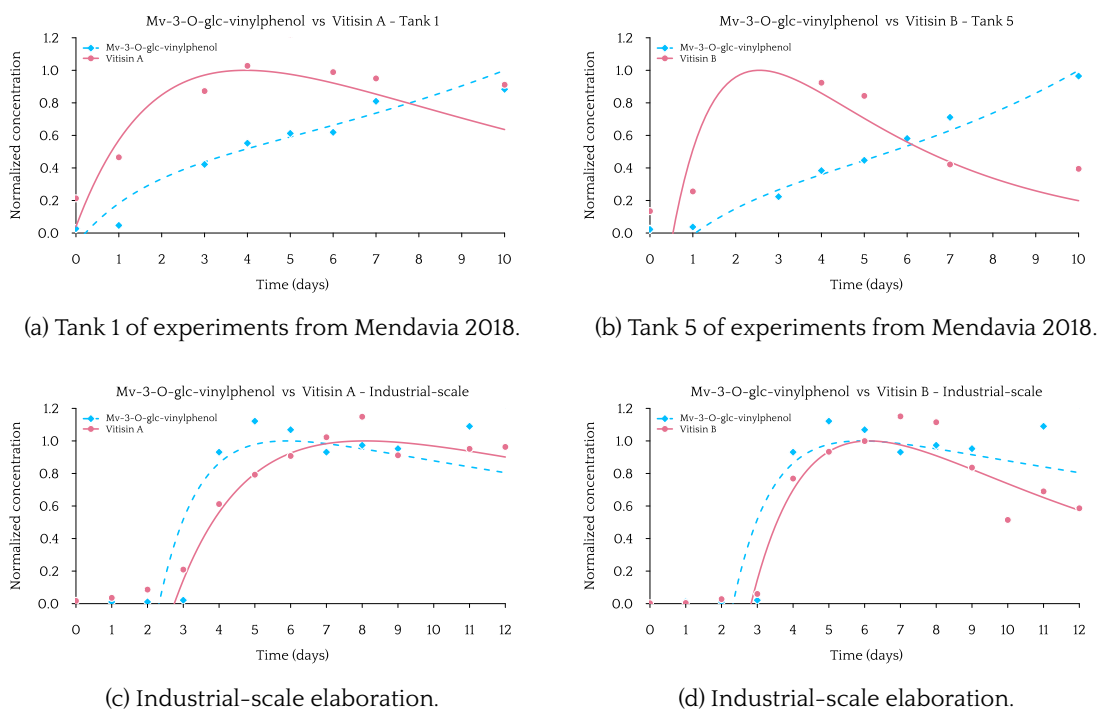 Mv-3-O-glc-vinylphenol vs Vitisin A - Tank 1
Mv-3-O-glc-vinylphenol
Vitisin A
Normalized concentration
1.2
1.0
0.8
0.6
0.4
0.2
0.0
0 1 2 3 4 5 6 7 8 9 10
Time (days)
(a) Tank 1 of experiments from Mendavia 2018.
Mv-3-O-glc-vinylphenol vs Vitisin B - Tank 5
Mv-3-O-glc-vinylphenol
Vitisin B
Normalized concentration
1.2
1.0
0.8
0.6
0.4
0.2
0.0
0 1 2 3 4 5 6 7 8 9 10
Time (days)
(b) Tank 5 of experiments from Mendavia 2018.
Mv-3-O-glc-vinylphenol vs Vitisin A - Industrial-scale
Mv-3-O-glc-vinylphenol
Vitisin A
Normalized concentration
1.2
1.0
0.8
0.6
0.4
0.2
0.0
0 1 2 3 4 5 6 7 8 9 10 11 12
Time (days)
(c) Industrial-scale elaboration.
Mv-3-O-glc-vinylphenol vs Vitisin B - Industrial-scale
Mv-3-O-glc-vinylphenol
Vitisin B
Normalized concentration
1.2
1.0
0.8
0.6
0.4
0.2
0.0
0 1 2 3 4 5 6 7 8 9 10 11 12
Time (days)
(d) Industrial-scale elaboration.